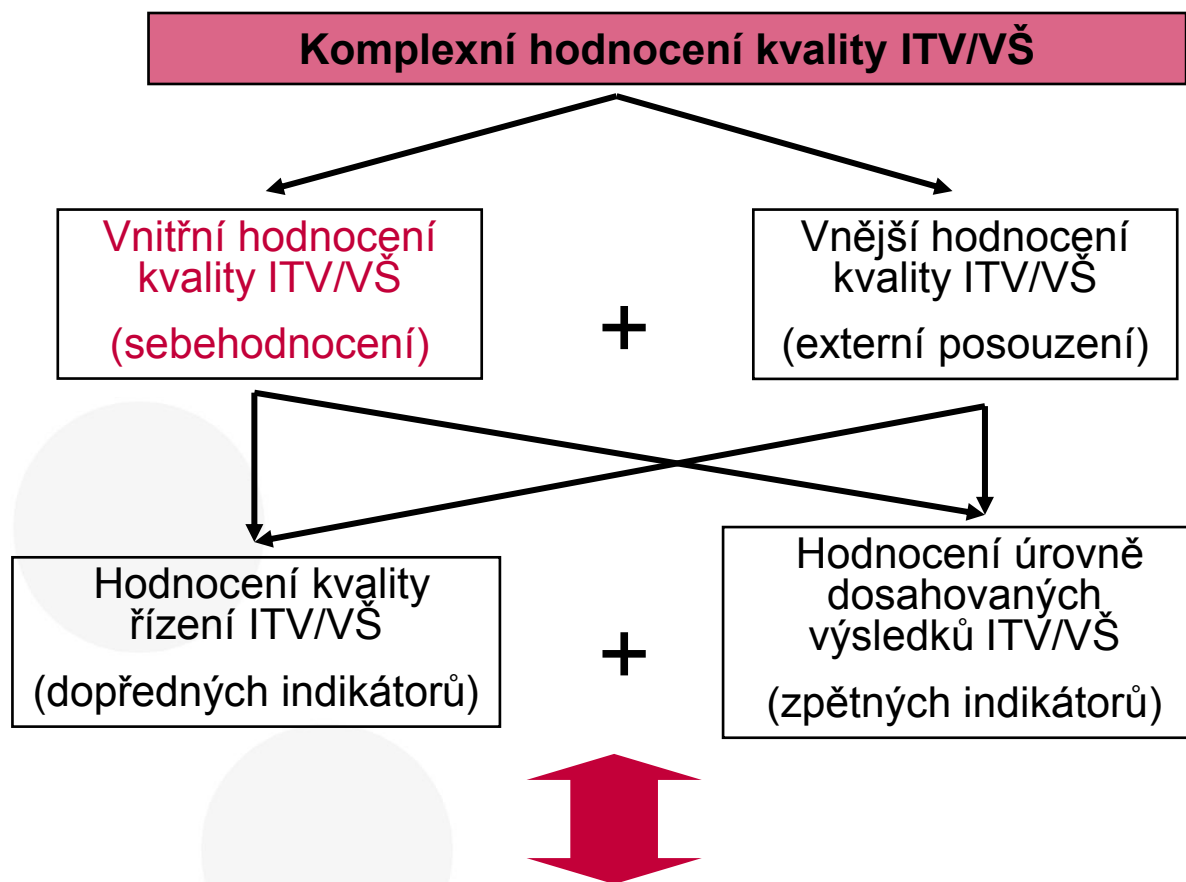 Komplexní hodnocení kvality ITV/VŠ
Vnitřní hodnocení
kvality ITV/VŠ
(sebehodnocení)
+
Vnější hodnocení
kvality ITV/VŠ
(externí posouzení)
Hodnocení kvality
řízení ITV/VŠ
(dopředných indikátorů)
+
Hodnocení úrovně
dosahovaných
výsledků ITV/VŠ
(zpětných indikátorů)